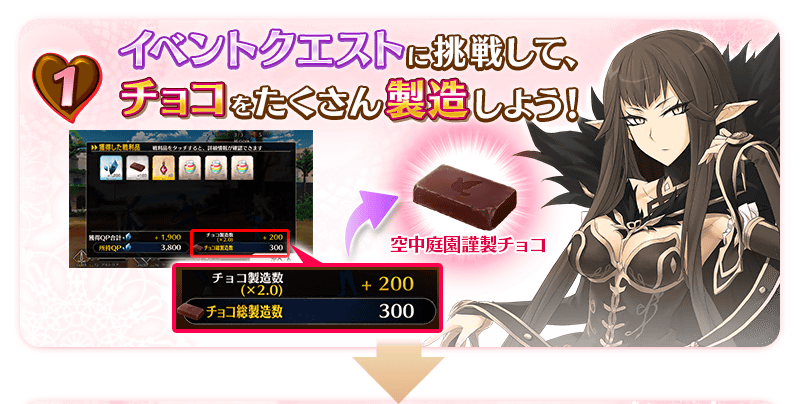 1
イベントクエストに挑戦して、
チョコをたくさん製造しよう!
▶▶獲得した戦利品 戦利品をタッチすると、詳細情報が確認できます
獲得QP合計 + 1,900
所持QP 3,800
チョコ製造数
(×2.0) + 200
チョコ総製造数 300
空中庭園謹製チョコ
チョコ製造数
(×2.0) + 200
チョコ総製造数 300